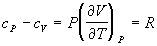 c_P − c_V = P(∂V/∂T)_P = R